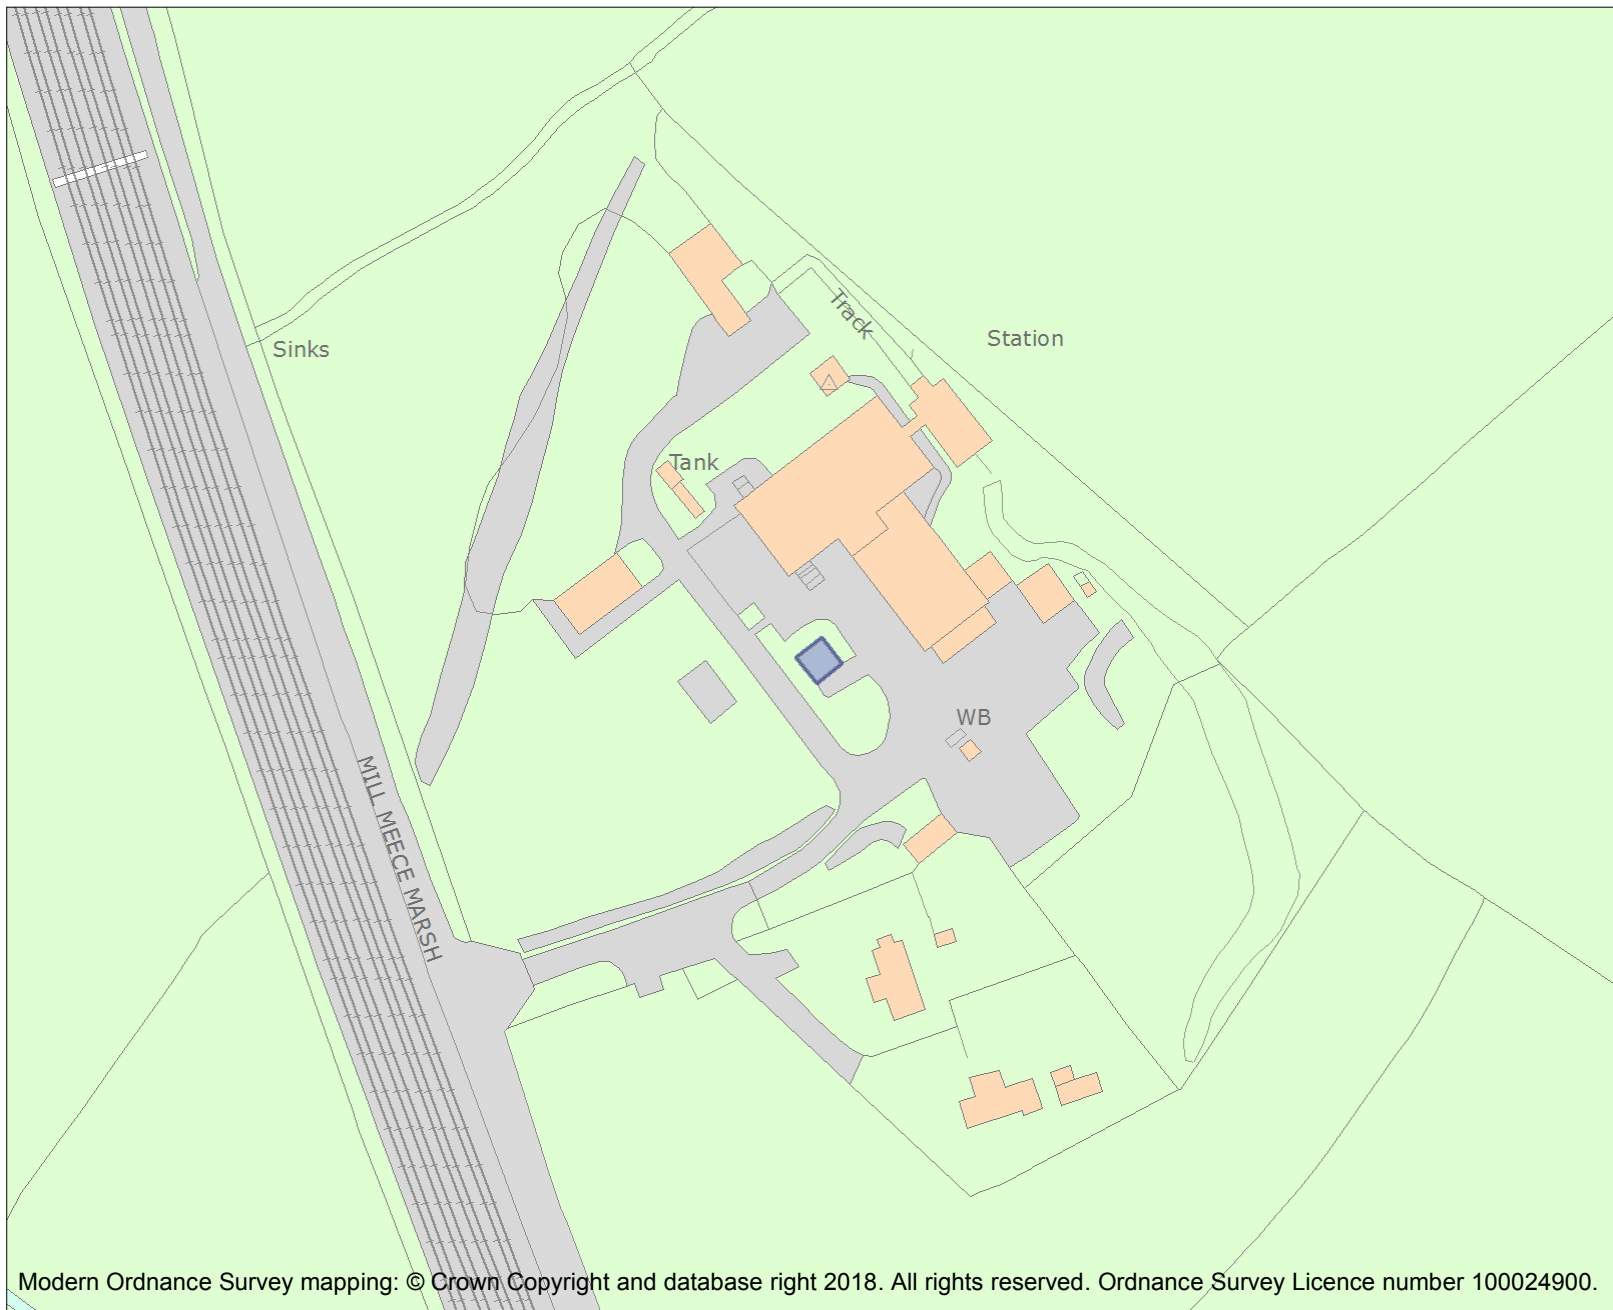 Track
Station
Sinks
Tank
WB
MILL MEECE MARSH
Modern Ordnance Survey mapping: © Crown Copyright and database right 2018. All rights reserved. Ordnance Survey Licence number 100024900.